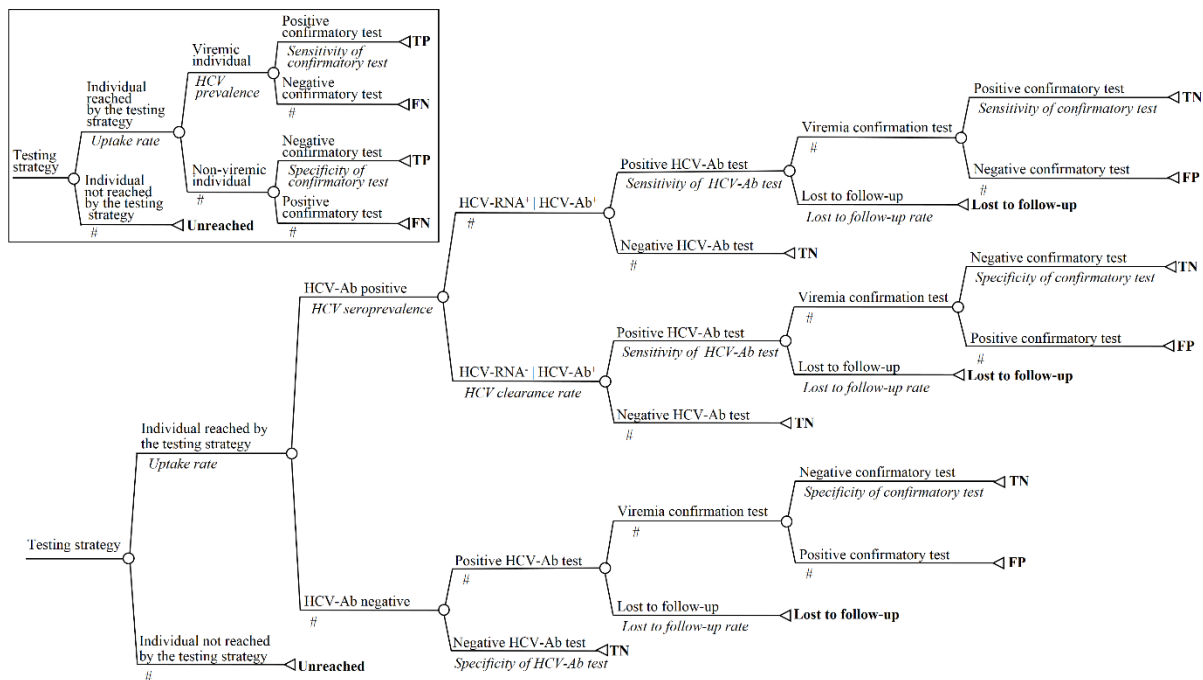 Positive
confirmatory test
TP
Sensitivity of
confirmatory test
Viremic
individual
HCV
prevalence
Negative
confirmatory test
#
FN
Individual
reached
by the testing
strategy
Uptake rate
Testing
strategy
Negative
confirmatory test
TP
Specificity of
confirmatory test
Non-viremic
individual
#
Positive
confirmatory test
#
FN
Individual
not reached
by the testing
strategy
#
Unreached
Positive confirmatory test
TN
Sensitivity of confirmatory test
Viremia confirmation test
#
Negative confirmatory test
#
FP
Positive HCV-Ab test
Sensitivity of HCV-Ab test
Lost to follow-up
Lost to follow-up rate
Lost to follow-up
HCV-RNA⁺ | HCV-Ab⁺
#
Negative HCV-Ab test
#
TN
HCV-Ab positive
HCV seroprevalence
Negative confirmatory test
TN
Specificity of confirmatory test
Viremia confirmation test
#
Positive confirmatory test
#
FP
Positive HCV-Ab test
Sensitivity of HCV-Ab test
Lost to follow-up
Lost to follow-up rate
Lost to follow-up
HCV-RNA⁻ | HCV-Ab⁺
HCV clearance rate
Negative HCV-Ab test
#
TN
Individual reached by
the testing strategy
Uptake rate
Testing strategy
Negative confirmatory test
TN
Specificity of confirmatory test
Viremia confirmation test
#
Positive confirmatory test
#
FP
Positive HCV-Ab test
#
Lost to follow-up
Lost to follow-up rate
Lost to follow-up
HCV-Ab negative
#
Negative HCV-Ab test
TN
Specificity of HCV-Ab test
Individual not reached
by the testing strategy
#
Unreached